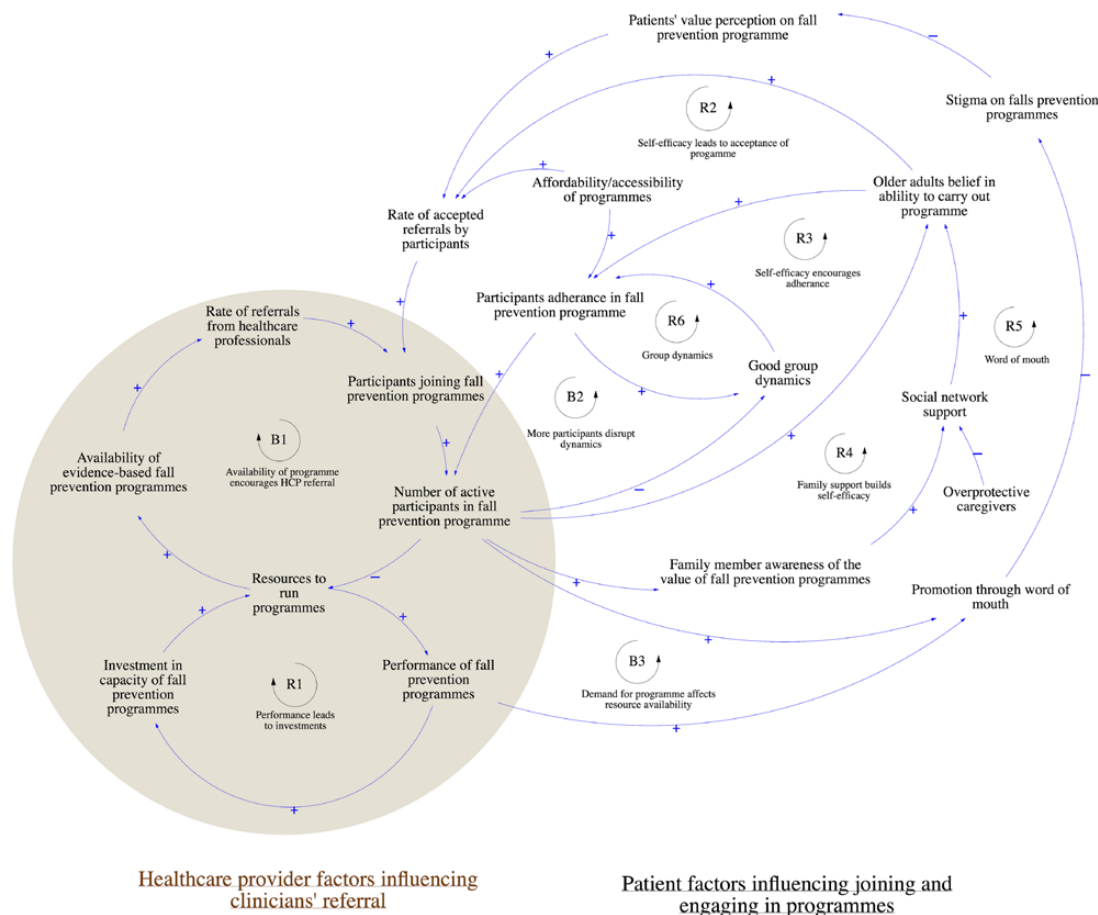 Patients' value perception on fall
prevention programme
+
−
+
Stigma on falls prevention
programmes
R2
Self-efficacy leads to acceptance of
progamme
+
Affordability/accessibility
of programmes
Older adults belief in
ablility to carry out
programme
+
Rate of accepted
referrals by
participants
+
R3
Self-efficacy encourages
adherance
+
Participants adherance in fall
prevention programme
+
Rate of referrals
from healthcare
professionals
+
R6
Group dynamics
+
R5
Word of mouth
Good group
dynamics
+
−
Participants joining fall
prevention programmes
+
+
B2
More participants disrupt
dynamics
Social network
support
B1
Availability of programme
encourages HCP referral
+
+
R4
Family support builds
self-efficacy
−
Availability of
evidence-based fall
prevention programmes
Number of active
participants in fall
prevention programme
−
Overprotective
caregivers
+
+
Resources to
run
programmes
−
+
Family member awareness of the
value of fall prevention programmes
Promotion through word of
mouth
+
+
+
Investment in
capacity of fall
prevention
programmes
R1
Performance leads
to investments
Performance of fall
prevention
programmes
B3
Demand for programme affects
resource availability
+
+
Healthcare provider factors influencing
clinicians' referral
Patient factors influencing joining and
engaging in programmes